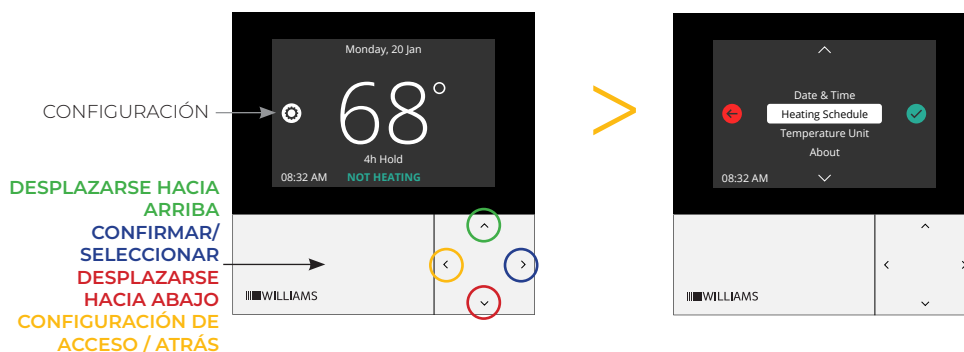 Monday, 20 Jan
CONFIGURACIÓN
68°
4h Hold
08:32 AM NOT HEATING
DESPLAZARSE HACIA
ARRIBA
CONFIRMAR/
SELECCIONAR
DESPLAZARSE
HACIA ABAJO
CONFIGURACIÓN DE
ACCESO / ATRÁS
WILLIAMS
>
Date & Time
Heating Schedule
Temperature Unit
About
08:32 AM
WILLIAMS